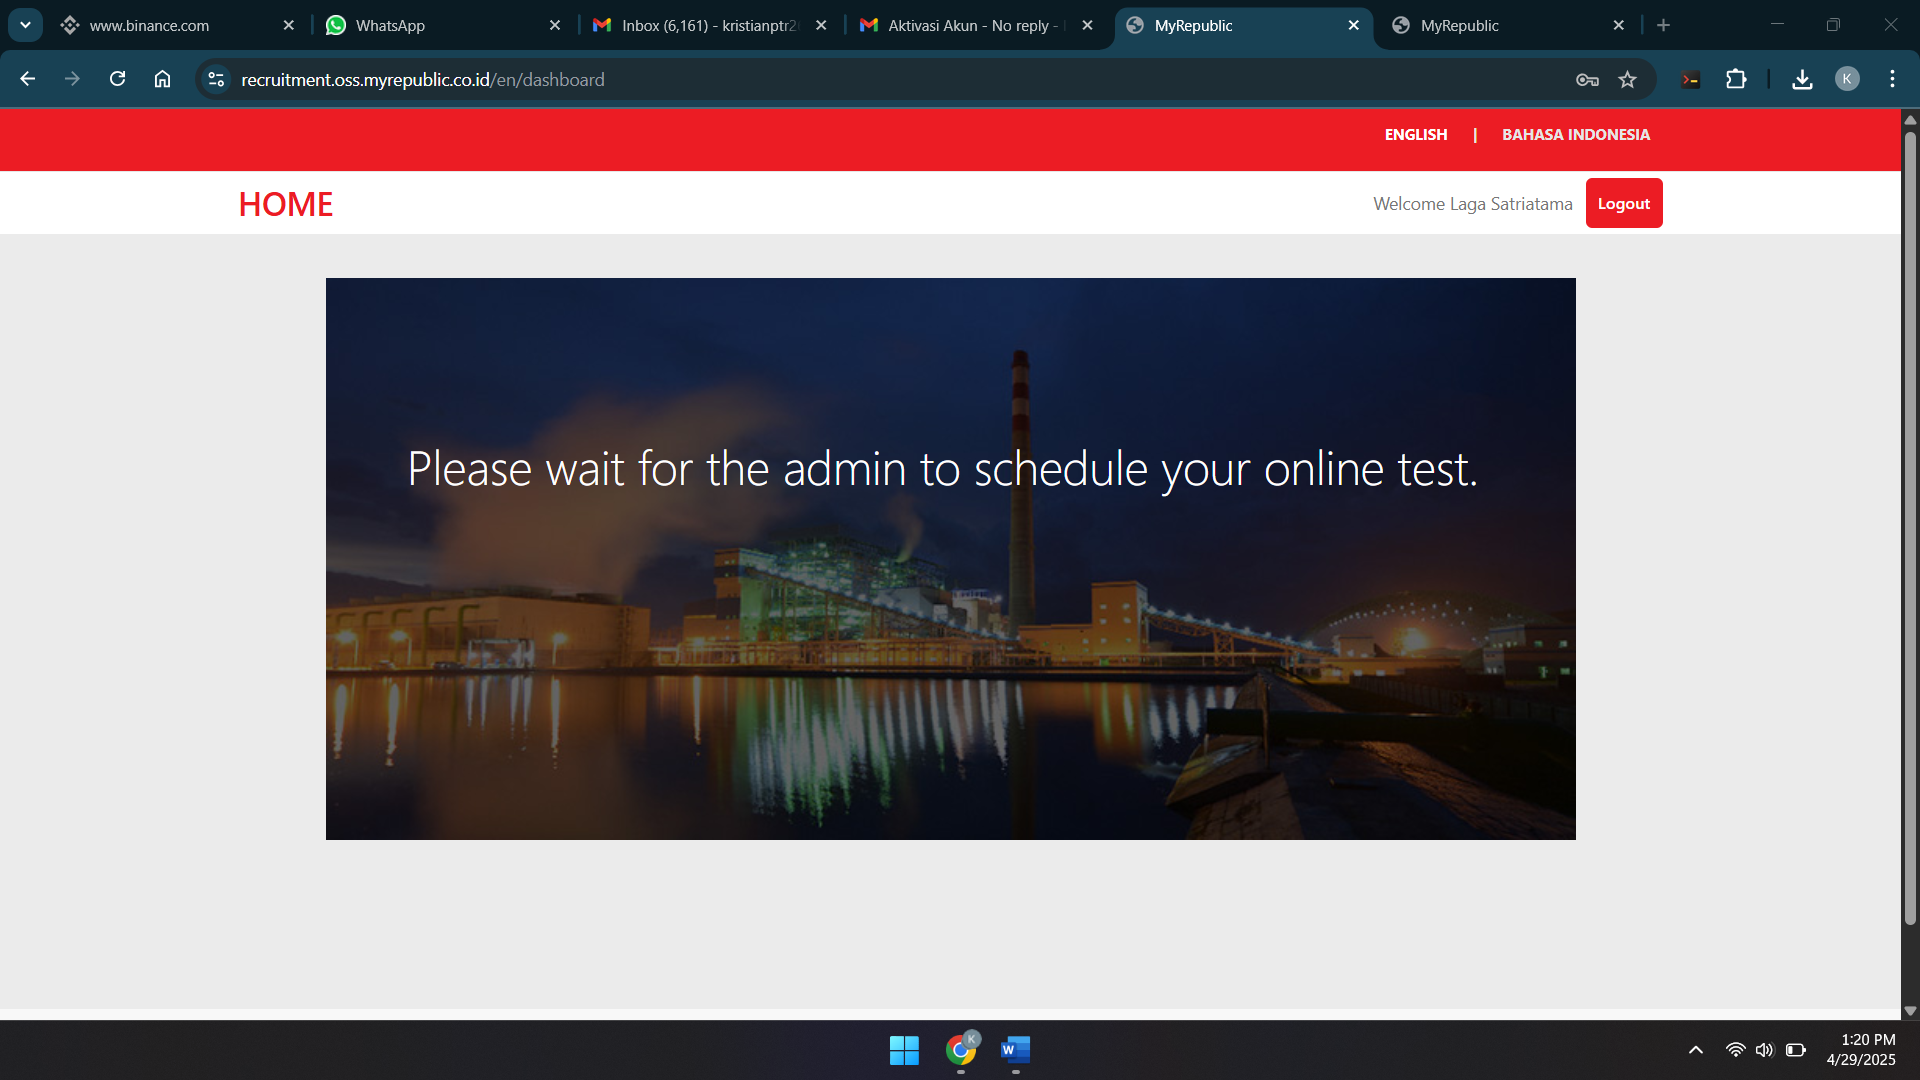 www.binance.com
WhatsApp
Inbox (6,161) - kristianptr2
Aktivasi Akun - No reply -
MyRepublic
MyRepublic
recruitment.oss.myrepublic.co.id/en/dashboard
K
ENGLISH | BAHASA INDONESIA
HOME
Welcome Laga Satriatama
Logout
Please wait for the admin to schedule your online test.
K
W
1:20 PM
4/29/2025